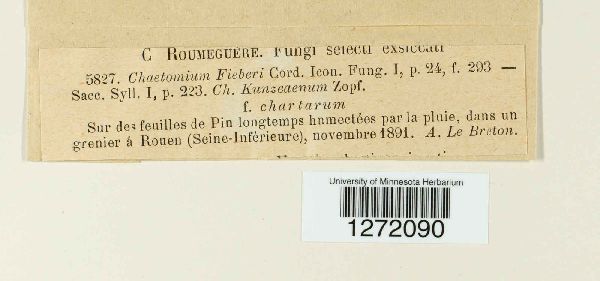 C ROUMEGUÈRE. Fungi selecti exsiccati
5827. Chaetomium Fieberi Cord. Icon. Fung. I, p. 24, f. 293 —
Sacc. Syll. I, p. 223. Ch. Kunzeaenum Zopf.
f. chartarum
Sur des feuilles de Pin longtemps hnmectées par la pluie, dans un
grenier á Rouen (Seine-Inférieure), novembre 1891. A. Le Breton.
University of Minnesota Herbarium
1272090